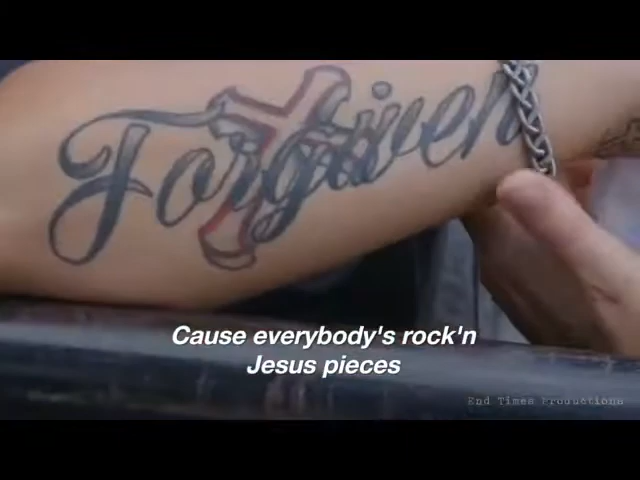 Forgiven
Cause everybody's rock'n
Jesus pieces
End Times Productions